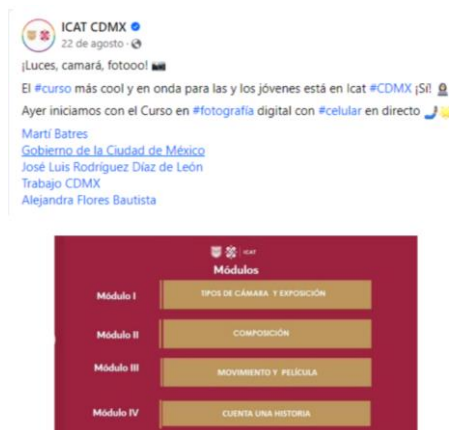 ICAT CDMX
22 de agosto ·
¡Luces, camará, fotooo! 📷
El #curso más cool y en onda para las y los jóvenes está en Icat #CDMX ¡Sí!
Ayer iniciamos con el Curso en #fotografía digital con #celular en directo 🤳
Martí Batres
Gobierno de la Ciudad de México
José Luis Rodríguez Díaz de León
Trabajo CDMX
Alejandra Flores Bautista
ICAT
Módulos
Módulo I TIPOS DE CÁMARA Y EXPOSICIÓN
Módulo II COMPOSICIÓN
Módulo III MOVIMIENTO Y PELÍCULA
Módulo IV CUENTA UNA HISTORIA